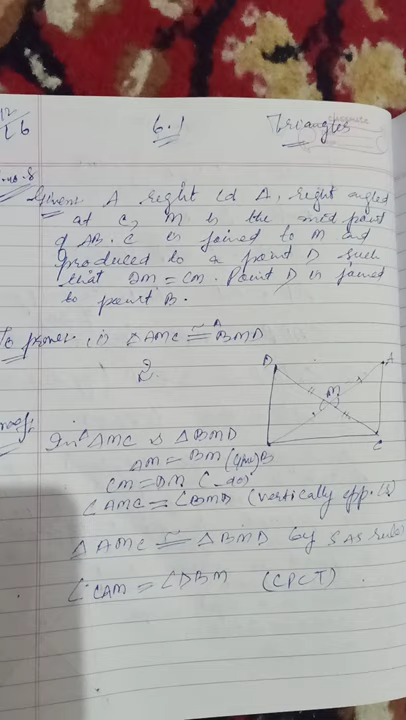 12
26
6.1
Triangles
no. 8
Given A right ∠d Δ, right angled
at C, M is the mid point
of AB. C is joined to M and
produced to a point D such
that DM = CM. Point D is joined
to point B.
To prove: (i) ΔAMC ≅ ΔBMD
D
A
M
B
C
Proof:
In ΔAMC & ΔBMD
AM = BM (Given)
CM = DM (-do-)
∠AMC = ∠BMD (vertically opp. ∠s)
ΔAMC ≅ ΔBMD by SAS rule
∠CAM = ∠DBM (CPCT)